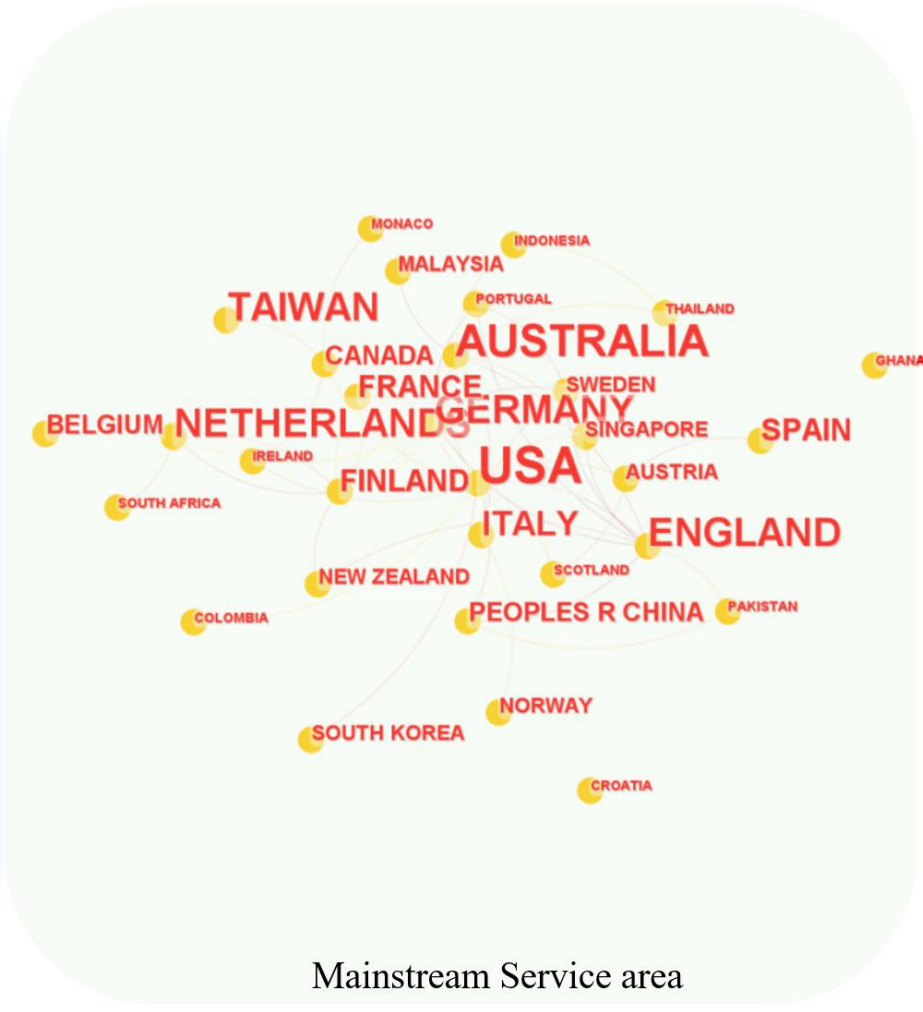 MONACO
INDONESIA
MALAYSIA
PORTUGAL
TAIWAN
THAILAND
AUSTRALIA
CANADA
GHANA
FRANCE
SWEDEN
GERMANY
BELGIUM
NETHERLANDS
SINGAPORE
SPAIN
IRELAND
USA
FINLAND
AUSTRIA
SOUTH AFRICA
ITALY
ENGLAND
SCOTLAND
NEW ZEALAND
PEOPLES R CHINA
PAKISTAN
COLOMBIA
NORWAY
SOUTH KOREA
CROATIA
Mainstream Service area